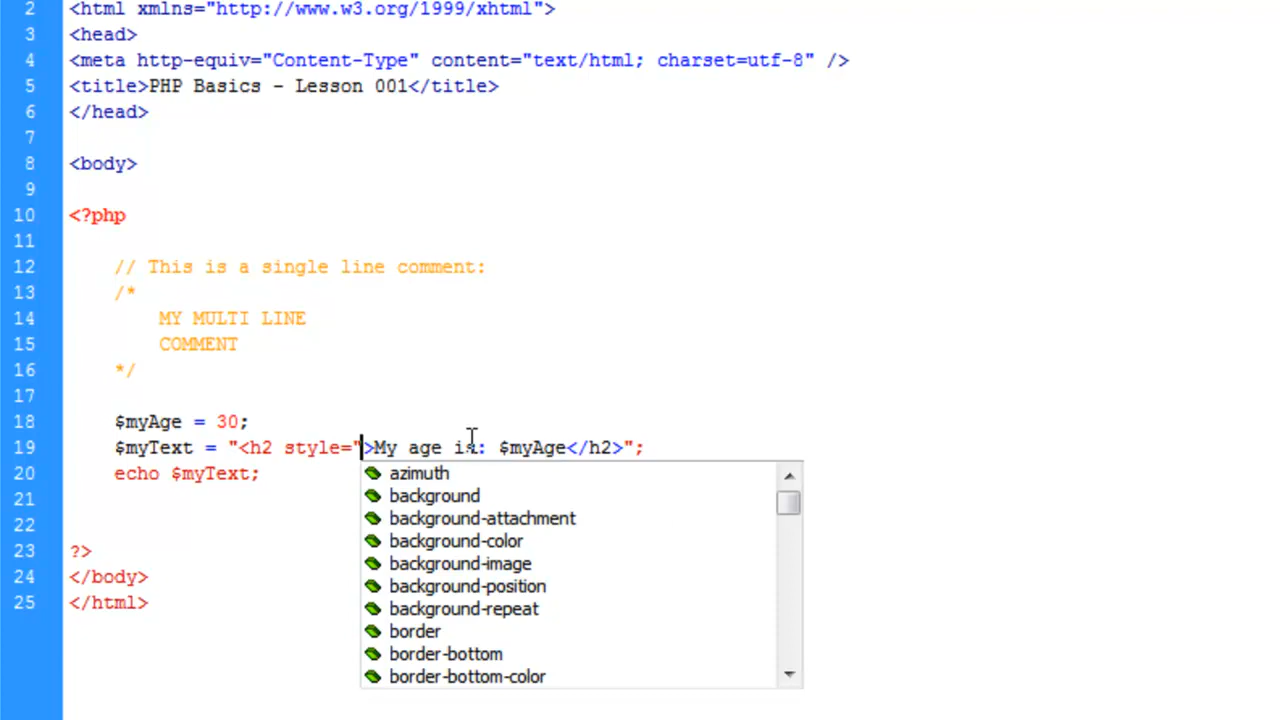 2 <html xmlns="http://www.w3.org/1999/xhtml">
3 <head>
4 <meta http-equiv="Content-Type" content="text/html; charset=utf-8" />
5 <title>PHP Basics - Lesson 001</title>
6 </head>
7
8 <body>
9
10 <?php
11
12 // This is a single line comment:
13 /*
14 MY MULTI LINE
15 COMMENT
16 */
17
18 $myAge = 30;
19 $myText = "<h2 style=">My age is: $myAge</h2>";
20 echo $myText;
21
22
23 ?>
24 </body>
25 </html>
azimuth
background
background-attachment
background-color
background-image
background-position
background-repeat
border
border-bottom
border-bottom-color